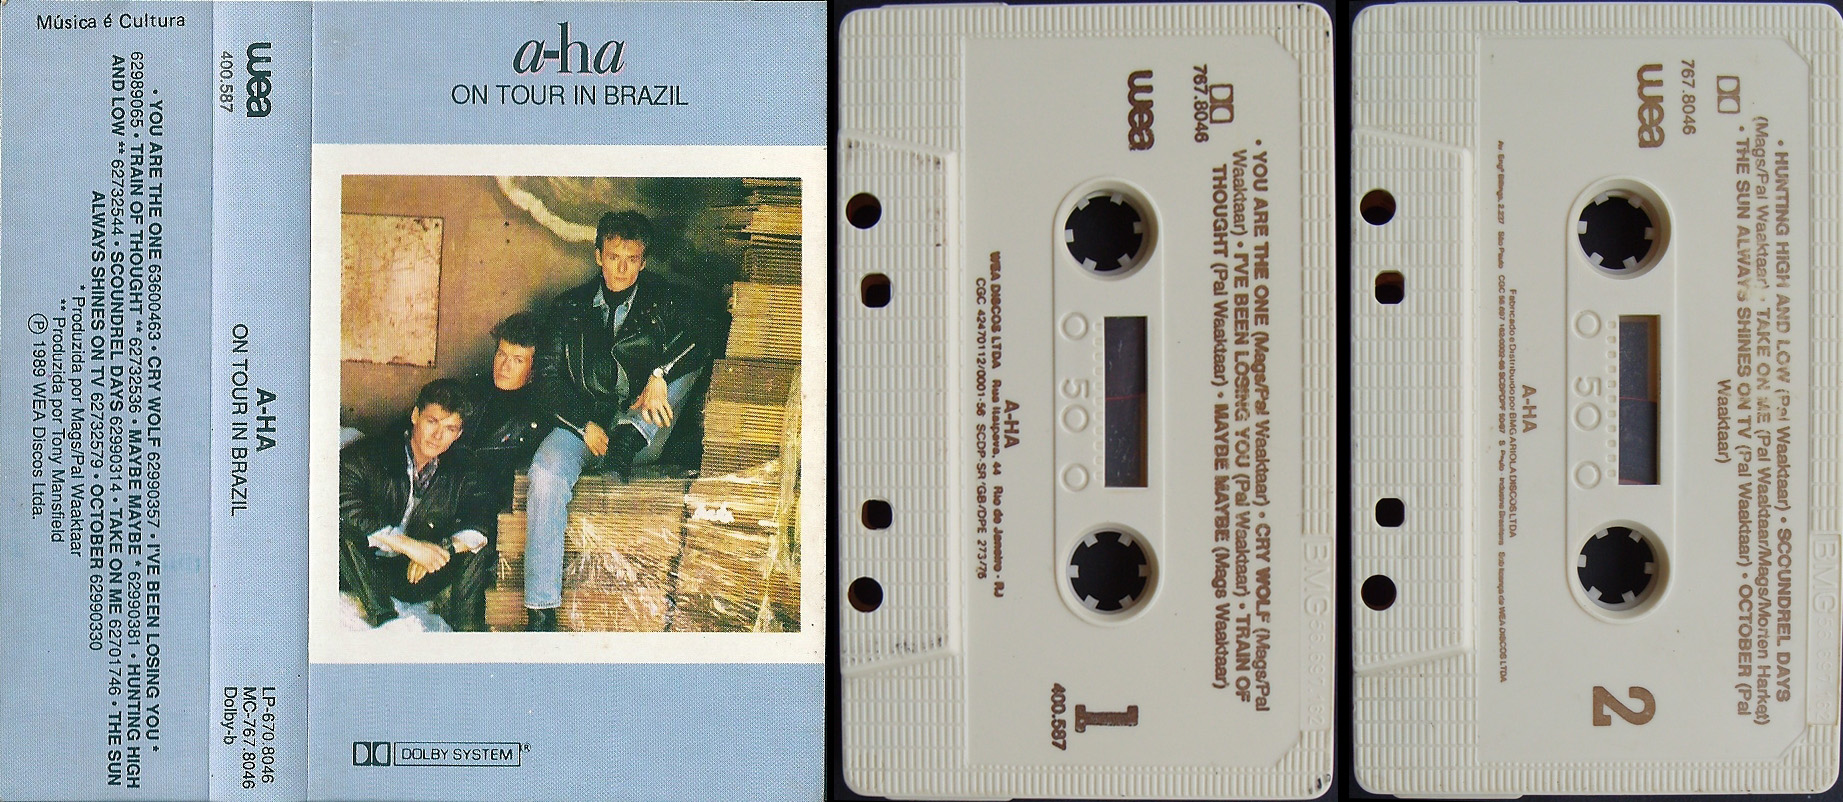 Música é Cultura
• YOU ARE THE ONE 63600463 • CRY WOLF 62990357 • I'VE BEEN LOSING YOU *
62989065 • TRAIN OF THOUGHT ** 62732536 • MAYBE MAYBE * 62990381 • HUNTING HIGH
AND LOW ** 62732544 • SCOUNDREL DAYS 62990314 • TAKE ON ME 62701746 • THE SUN
ALWAYS SHINES ON TV 62732579 • OCTOBER 62990330
* Produzida por Mags/Pal Waaktaar
** Produzida por Tony Mansfield
Ⓟ 1989 WEA Discos Ltda.
wea
400.587
A-HA
ON TOUR IN BRAZIL
LP-670.8046
MC-767.8046
Dolby-b
a-ha
ON TOUR IN BRAZIL
DOLBY SYSTEM®
• YOU ARE THE ONE (Mags/Pal Waaktaar) • CRY WOLF (Mags/Pal
Waaktaar) • I'VE BEEN LOSING YOU (Pal Waaktaar) • TRAIN OF
THOUGHT (Pal Waaktaar) • MAYBE MAYBE (Mags Waaktaar)
767.8046
wea
50
1
400.587
A-HA
WEA DISCOS LTDA Rua Itapava, 44 Rio de Janeiro - RJ
CGC 42470112/0001-56 SCDP-SR/GB/DPE 273/76
BMG
• HUNTING HIGH AND LOW (Pal Waaktaar) • SCOUNDREL DAYS
(Mags/Pal Waaktaar) • TAKE ON ME (Pal Waaktaar/Mags/Morten Harket)
• THE SUN ALWAYS SHINES ON TV (Pal Waaktaar) • OCTOBER (Pal
Waaktaar)
767.8046
wea
50
2
A-HA
Fabricado e Distribuído por BMG ARIOLA DISCOS LTDA
BMG